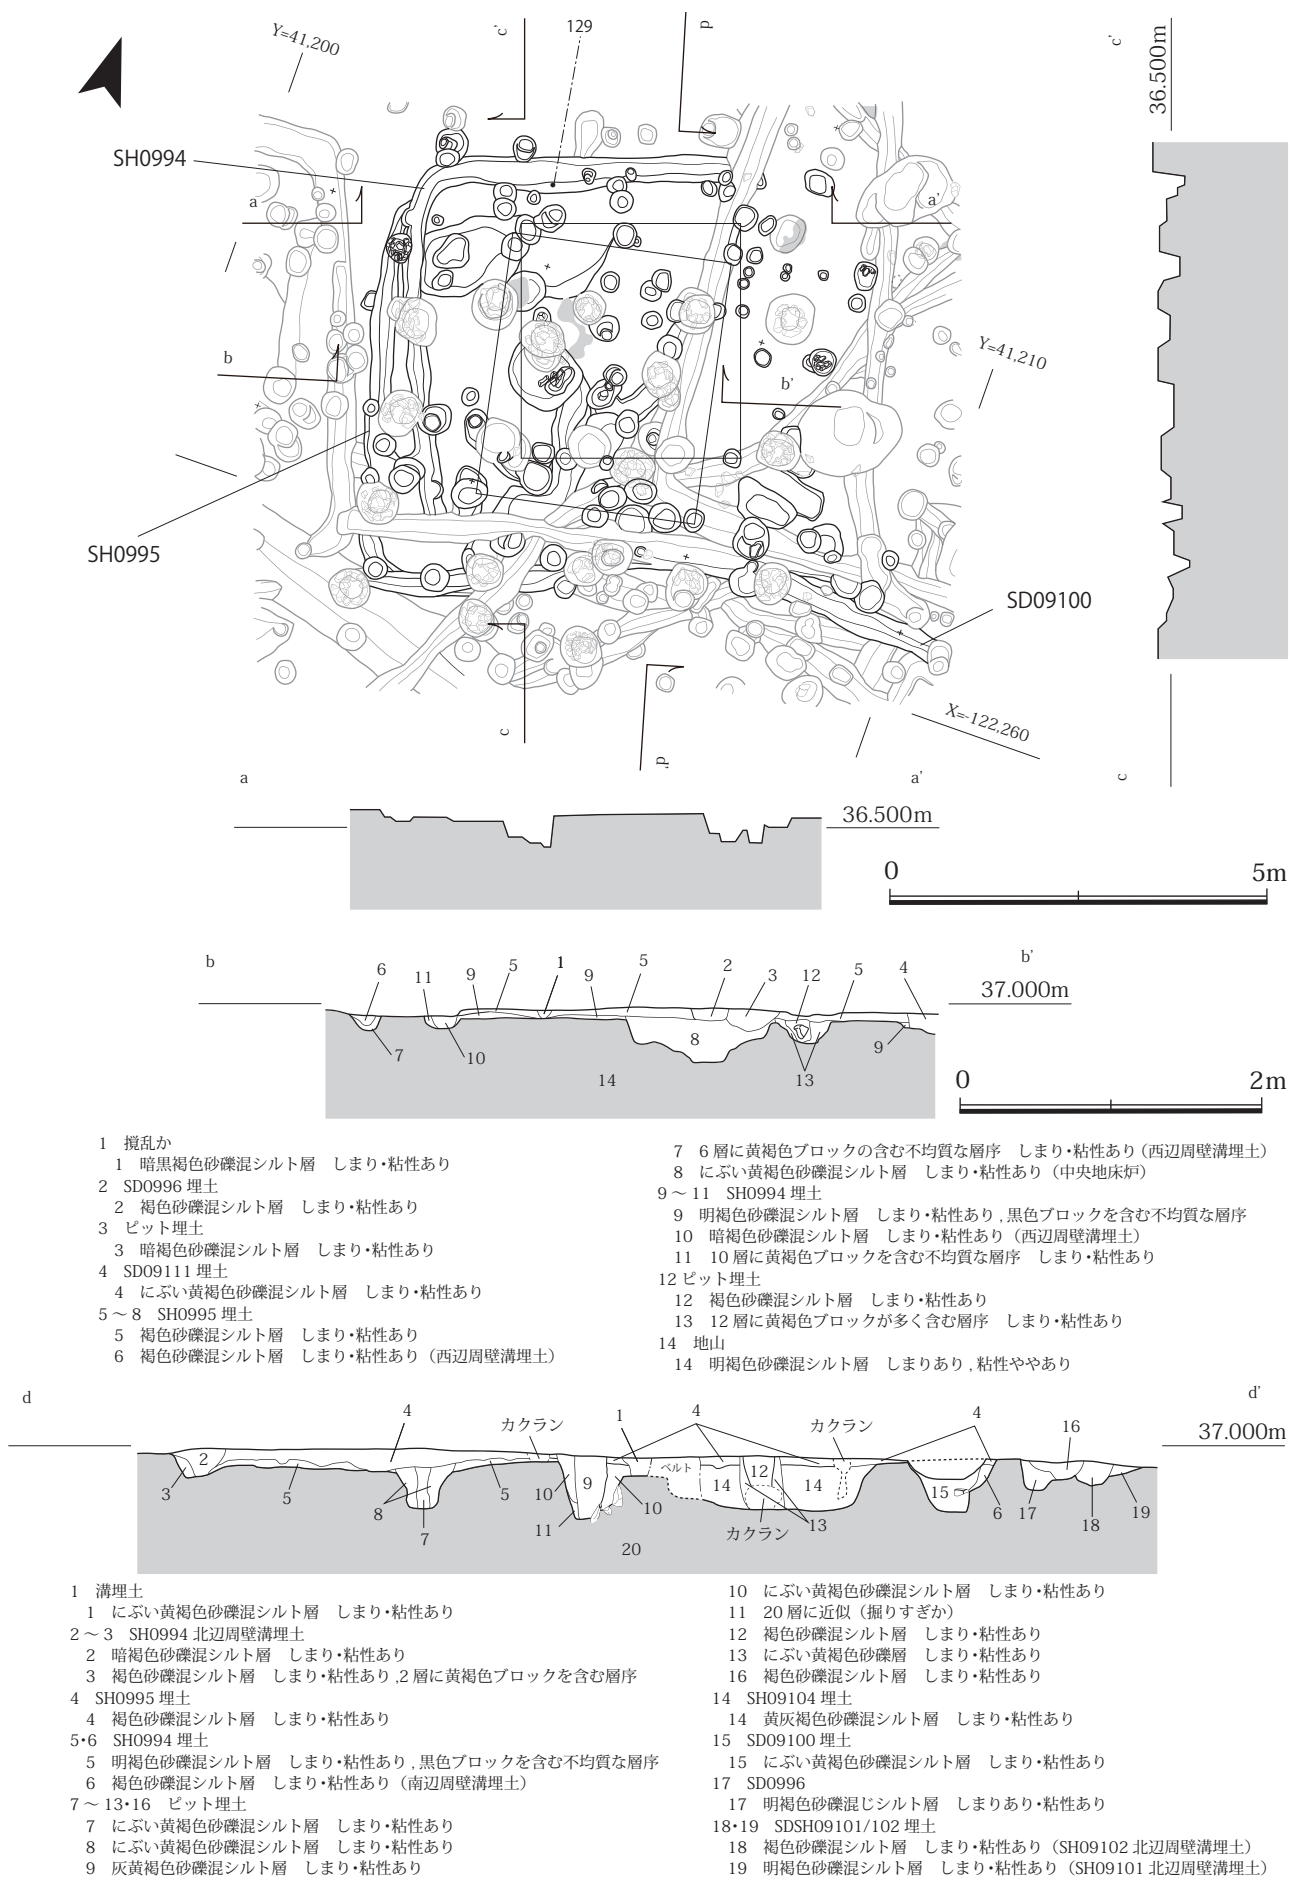 Y=41,200
c'
129
d
c'
36.500m
SH0994
a
a'
b
b'
Y=41,210
SH0995
SD09100
c
d'
X=-122,260
c
a
a'
36.500m
0 5m
b
b'
6 11 9 5 1 9 5 2 3 12 5 4
37.000m
8
7 10 9
14 13
0 2m
1 撹乱か
1 暗黒褐色砂礫混シルト層 しまり・粘性あり
2 SD0996 埋土
2 褐色砂礫混シルト層 しまり・粘性あり
3 ピット埋土
3 暗褐色砂礫混シルト層 しまり・粘性あり
4 SD09111 埋土
4 にぶい黄褐色砂礫混シルト層 しまり・粘性あり
5～8 SH0995 埋土
5 褐色砂礫混シルト層 しまり・粘性あり
6 褐色砂礫混シルト層 しまり・粘性あり（西辺周壁溝埋土）
7 6層に黄褐色ブロックの含む不均質な層序 しまり・粘性あり（西辺周壁溝埋土）
8 にぶい黄褐色砂礫混シルト層 しまり・粘性あり（中央地床炉）
9～11 SH0994 埋土
9 明褐色砂礫混シルト層 しまり・粘性あり,黒色ブロックを含む不均質な層序
10 暗褐色砂礫混シルト層 しまり・粘性あり（西辺周壁溝埋土）
11 10層に黄褐色ブロックを含む不均質な層序 しまり・粘性あり
12 ピット埋土
12 褐色砂礫混シルト層 しまり・粘性あり
13 12層に黄褐色ブロックが多く含む層序 しまり・粘性あり
14 地山
14 明褐色砂礫混シルト層 しまりあり,粘性ややあり
d
d'
4 カクラン 1 4 カクラン 4 16
37.000m
2 ベルト 9 12 14 14 15
3 5 8 5 10 10 6 17 19
7 11 カクラン 13 18
20
1 溝埋土
1 にぶい黄褐色砂礫混シルト層 しまり・粘性あり
2～3 SH0994 北辺周壁溝埋土
2 暗褐色砂礫混シルト層 しまり・粘性あり
3 褐色砂礫混シルト層 しまり・粘性あり,2層に黄褐色ブロックを含む層序
4 SH0995 埋土
4 褐色砂礫混シルト層 しまり・粘性あり
5・6 SH0994 埋土
5 明褐色砂礫混シルト層 しまり・粘性あり,黒色ブロックを含む不均質な層序
6 褐色砂礫混シルト層 しまり・粘性あり（南辺周壁溝埋土）
7～13・16 ピット埋土
7 にぶい黄褐色砂礫混シルト層 しまり・粘性あり
8 にぶい黄褐色砂礫混シルト層 しまり・粘性あり
9 灰黄褐色砂礫混シルト層 しまり・粘性あり
10 にぶい黄褐色砂礫混シルト層 しまり・粘性あり
11 20層に近似（掘りすぎか）
12 褐色砂礫混シルト層 しまり・粘性あり
13 にぶい黄褐色砂礫層 しまり・粘性あり
16 褐色砂礫混シルト層 しまり・粘性あり
14 SH09104 埋土
14 黄灰褐色砂礫混シルト層 しまり・粘性あり
15 SD09100 埋土
15 にぶい黄褐色砂礫混シルト層 しまり・粘性あり
17 SD0996
17 明褐色砂礫混じシルト層 しまりあり・粘性あり
18・19 SDSH09101/102 埋土
18 褐色砂礫混シルト層 しまり・粘性あり（SH09102 北辺周壁溝埋土）
19 明褐色砂礫混シルト層 しまり・粘性あり（SH09101 北辺周壁溝埋土）